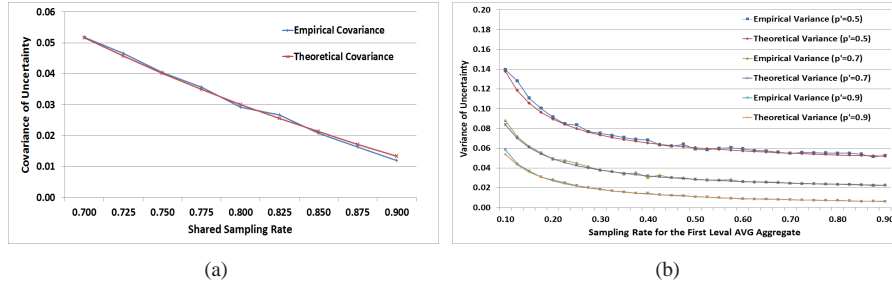 0.06
0.05
0.04
0.03
0.02
0.01
0.00
Covariance of Uncertainty
Empirical Covariance
Theoretical Covariance
0.700 0.725 0.750 0.775 0.800 0.825 0.850 0.875 0.900
Shared Sampling Rate
(a)
0.20
0.18
0.16
0.14
0.12
0.10
0.08
0.06
0.04
0.02
0.00
Variance of Uncertainty
Empirical Variance (p'=0.5)
Theoretical Variance (p'=0.5)
Empirical Variance (p'=0.7)
Theoretical Variance (p'=0.7)
Empirical Variance (p'=0.9)
Theoretical Variance (p'=0.9)
0.10 0.20 0.30 0.40 0.50 0.60 0.70 0.80 0.90
Sampling Rate for the First Level AVG Aggregate
(b)